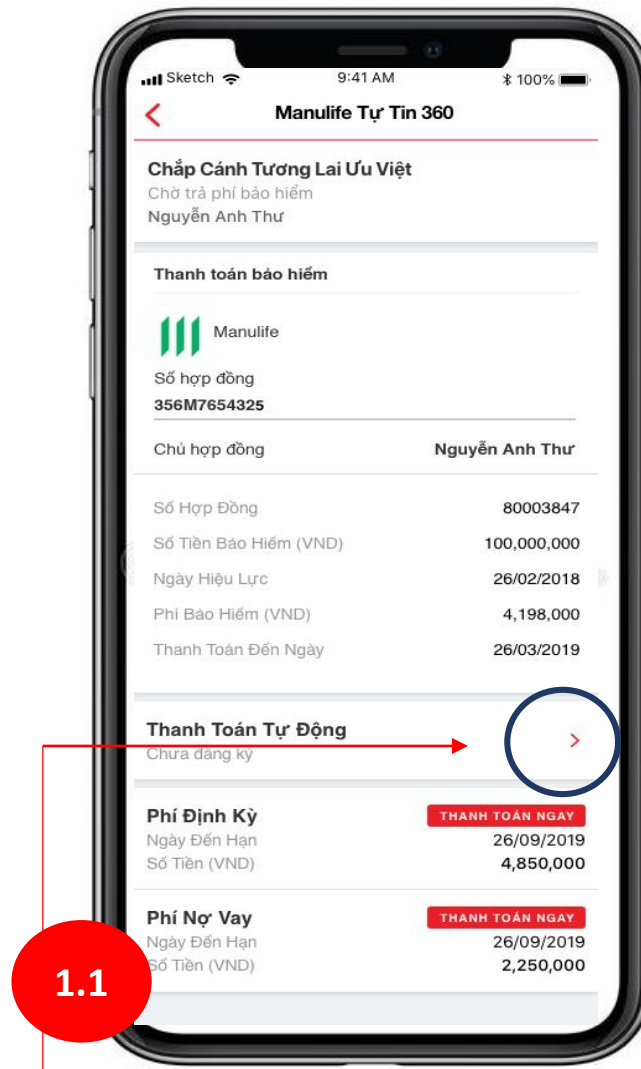 Sketch 9:41 AM 100%
Manulife Tự Tin 360
Chắp Cánh Tương Lai Ưu Việt
Chờ trả phí bảo hiểm
Nguyễn Anh Thư
Thanh toán bảo hiểm
Manulife
Số hợp đồng
356M7654325
Chủ hợp đồng Nguyễn Anh Thư
Số Hợp Đồng 80003847
Số Tiền Bảo Hiểm (VND) 100,000,000
Ngày Hiệu Lực 26/02/2018
Phí Bảo Hiểm (VND) 4,198,000
Thanh Toán Đến Ngày 26/03/2019
Thanh Toán Tự Động
Chưa đăng ký
Phí Định Kỳ THANH TOÁN NGAY
Ngày Đến Hạn 26/09/2019
Số Tiền (VND) 4,850,000
Phí Nợ Vay THANH TOÁN NGAY
Ngày Đến Hạn 26/09/2019
Số Tiền (VND) 2,250,000
1.1